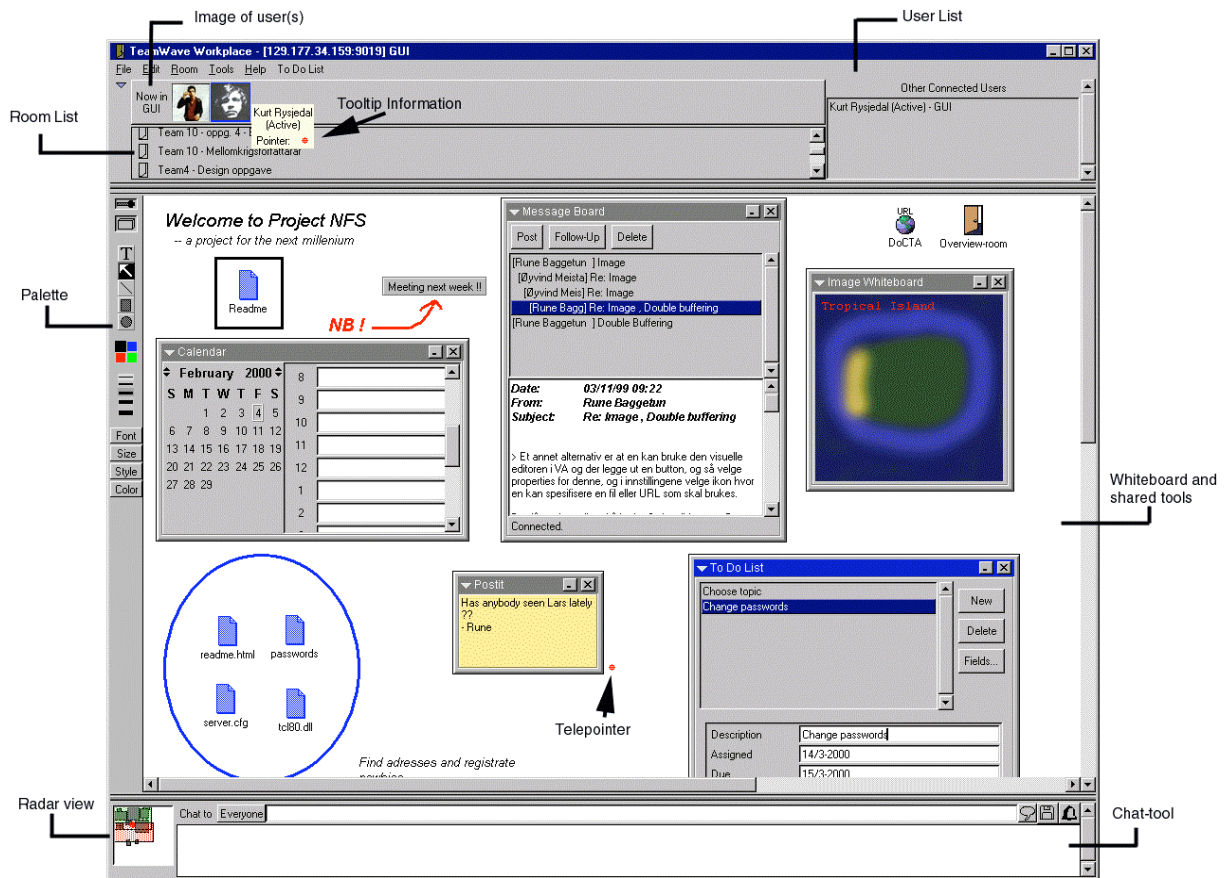 Image of user(s)
User List
TeamWave Workplace - [129.177.34.159:9019] GUI
File Edit Room Tools Help To Do List
Now in
GUI
Kurt Rysjedal
(Active)
Pointer:
Tooltip Information
Other Connected Users
Kurt Rysjedal (Active) - GUI
Room List
Team 10 - oppg. 4 -
Team 10 - Mellomkrigsforfattarar
Team4 - Design oppgave
Welcome to Project NFS
-- a project for the next millenium
Readme
Meeting next week !!
NB !
Palette
T
Font
Size
Style
Color
Message Board
Post Follow-Up Delete
[Rune Baggetun ] Image
[Øyvind Meista] Re: Image
[Øyvind Meis] Re: Image
[Rune Bagg] Re: Image , Double buffering
[Rune Baggetun ] Double Buffering
Date: 03/11/99 09:22
From: Rune Baggetun
Subject: Re: Image , Double buffering
> Et annet alternativ er at en kan bruke den visuelle
editoren i VA og der legge ut en button, og så velge
properties for denne, og i innstillingene velge ikon hvor
en kan spesifisere en fil eller URL som skal brukes.
Connected.
URL
DoCTA
Overview-room
Image Whiteboard
Tropical Island
Calendar
February 2000
S M T W T F S
1 2 3 4 5
6 7 8 9 10 11 12
13 14 15 16 17 18 19
20 21 22 23 24 25 26
27 28 29
8
9
10
11
12
1
2
Whiteboard and
shared tools
readme.html
passwords
server.cfg
tcl80.dll
Postit
Has anybody seen Lars lately
??
- Rune
Telepointer
Find adresses and registrate
To Do List
Choose topic
Change passwords
New
Delete
Fields...
Description Change passwords
Assigned 14/3-2000
Due 15/3-2000
Radar view
Chat to Everyone
Chat-tool